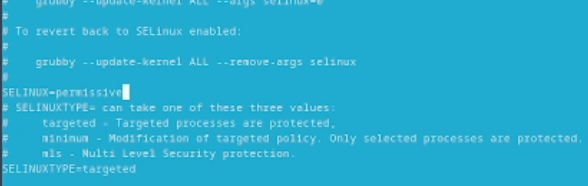 #    grubby --update-kernel ALL --args selinux=0
#
# To revert back to SELinux enabled:
#
#    grubby --update-kernel ALL --remove-args selinux
#
SELINUX=permissive
# SELINUXTYPE= can take one of these three values:
#     targeted - Targeted processes are protected,
#     minimum - Modification of targeted policy. Only selected processes are protected.
#     mls - Multi Level Security protection.
SELINUXTYPE=targeted